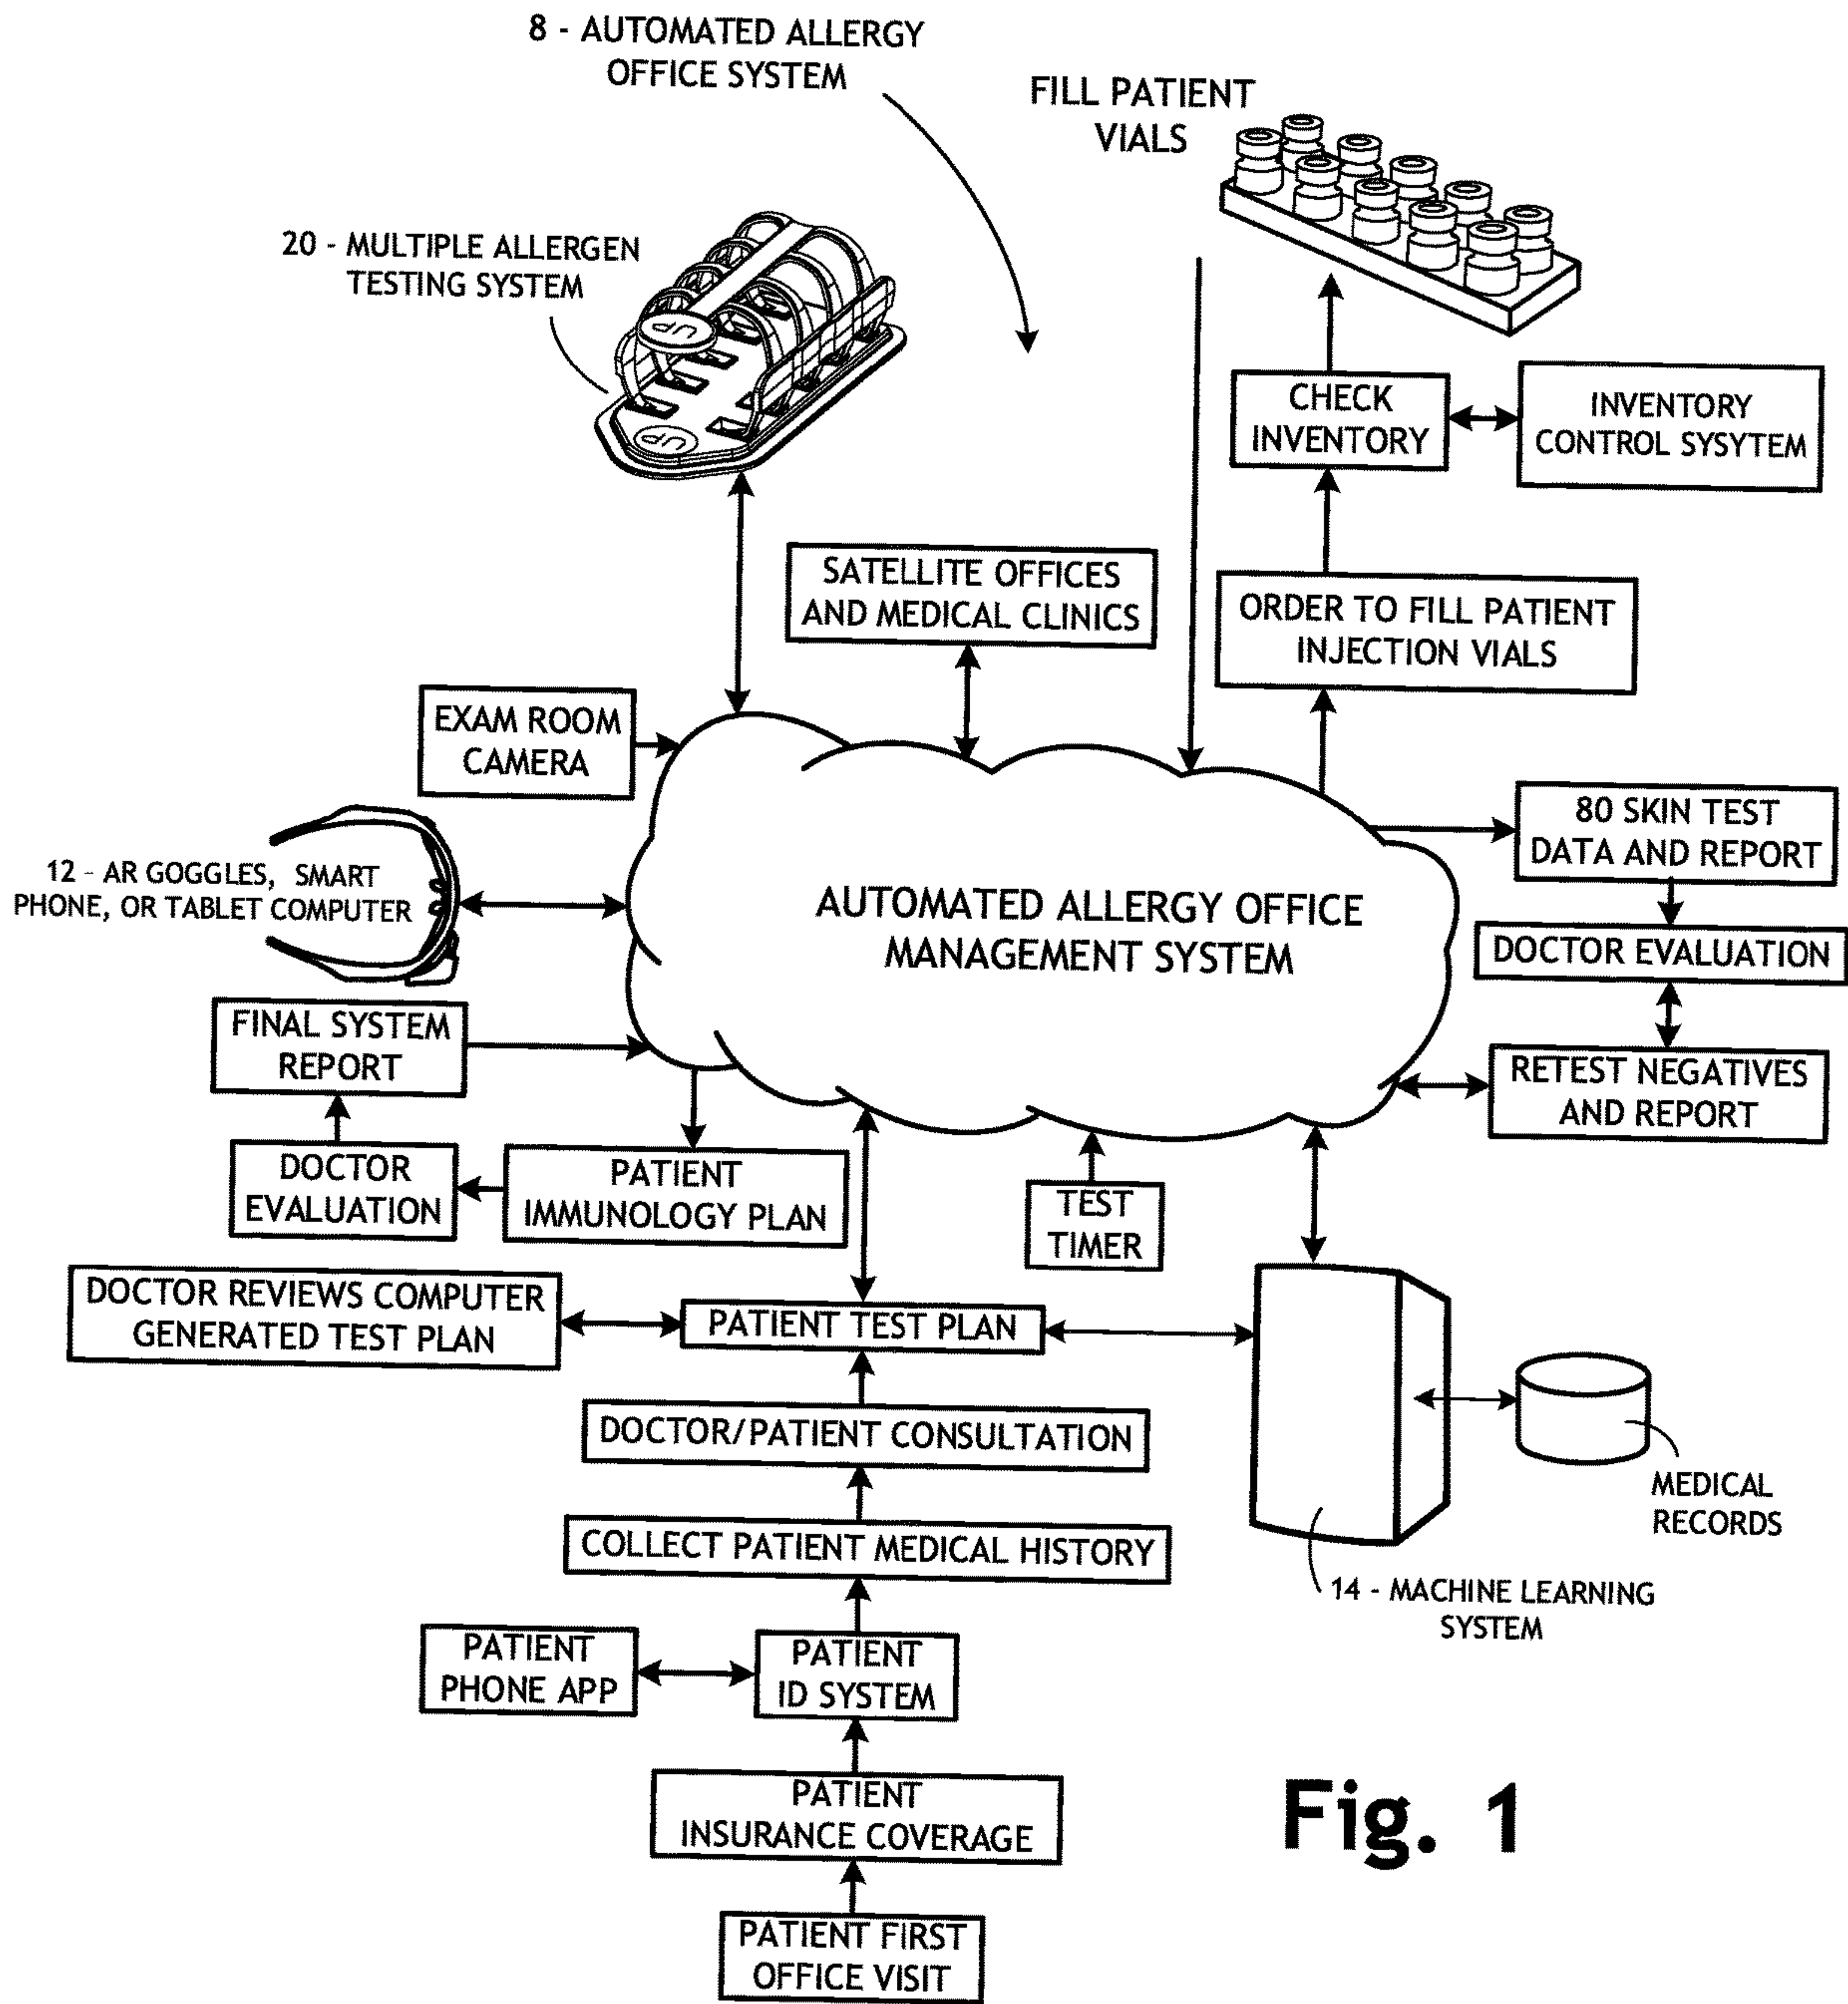 8 - AUTOMATED ALLERGY
OFFICE SYSTEM
FILL PATIENT
VIALS
20 - MULTIPLE ALLERGEN
TESTING SYSTEM
UP
UP
CHECK
INVENTORY
INVENTORY
CONTROL SYSYTEM
SATELLITE OFFICES
AND MEDICAL CLINICS
ORDER TO FILL PATIENT
INJECTION VIALS
EXAM ROOM
CAMERA
80 SKIN TEST
DATA AND REPORT
12 - AR GOGGLES, SMART
PHONE, OR TABLET COMPUTER
AUTOMATED ALLERGY OFFICE
MANAGEMENT SYSTEM
DOCTOR EVALUATION
FINAL SYSTEM
REPORT
RETEST NEGATIVES
AND REPORT
DOCTOR
EVALUATION
PATIENT
IMMUNOLOGY PLAN
TEST
TIMER
DOCTOR REVIEWS COMPUTER
GENERATED TEST PLAN
PATIENT TEST PLAN
DOCTOR/PATIENT CONSULTATION
MEDICAL
RECORDS
COLLECT PATIENT MEDICAL HISTORY
14 - MACHINE LEARNING
SYSTEM
PATIENT
PHONE APP
PATIENT
ID SYSTEM
PATIENT
INSURANCE COVERAGE
Fig. 1
PATIENT FIRST
OFFICE VISIT